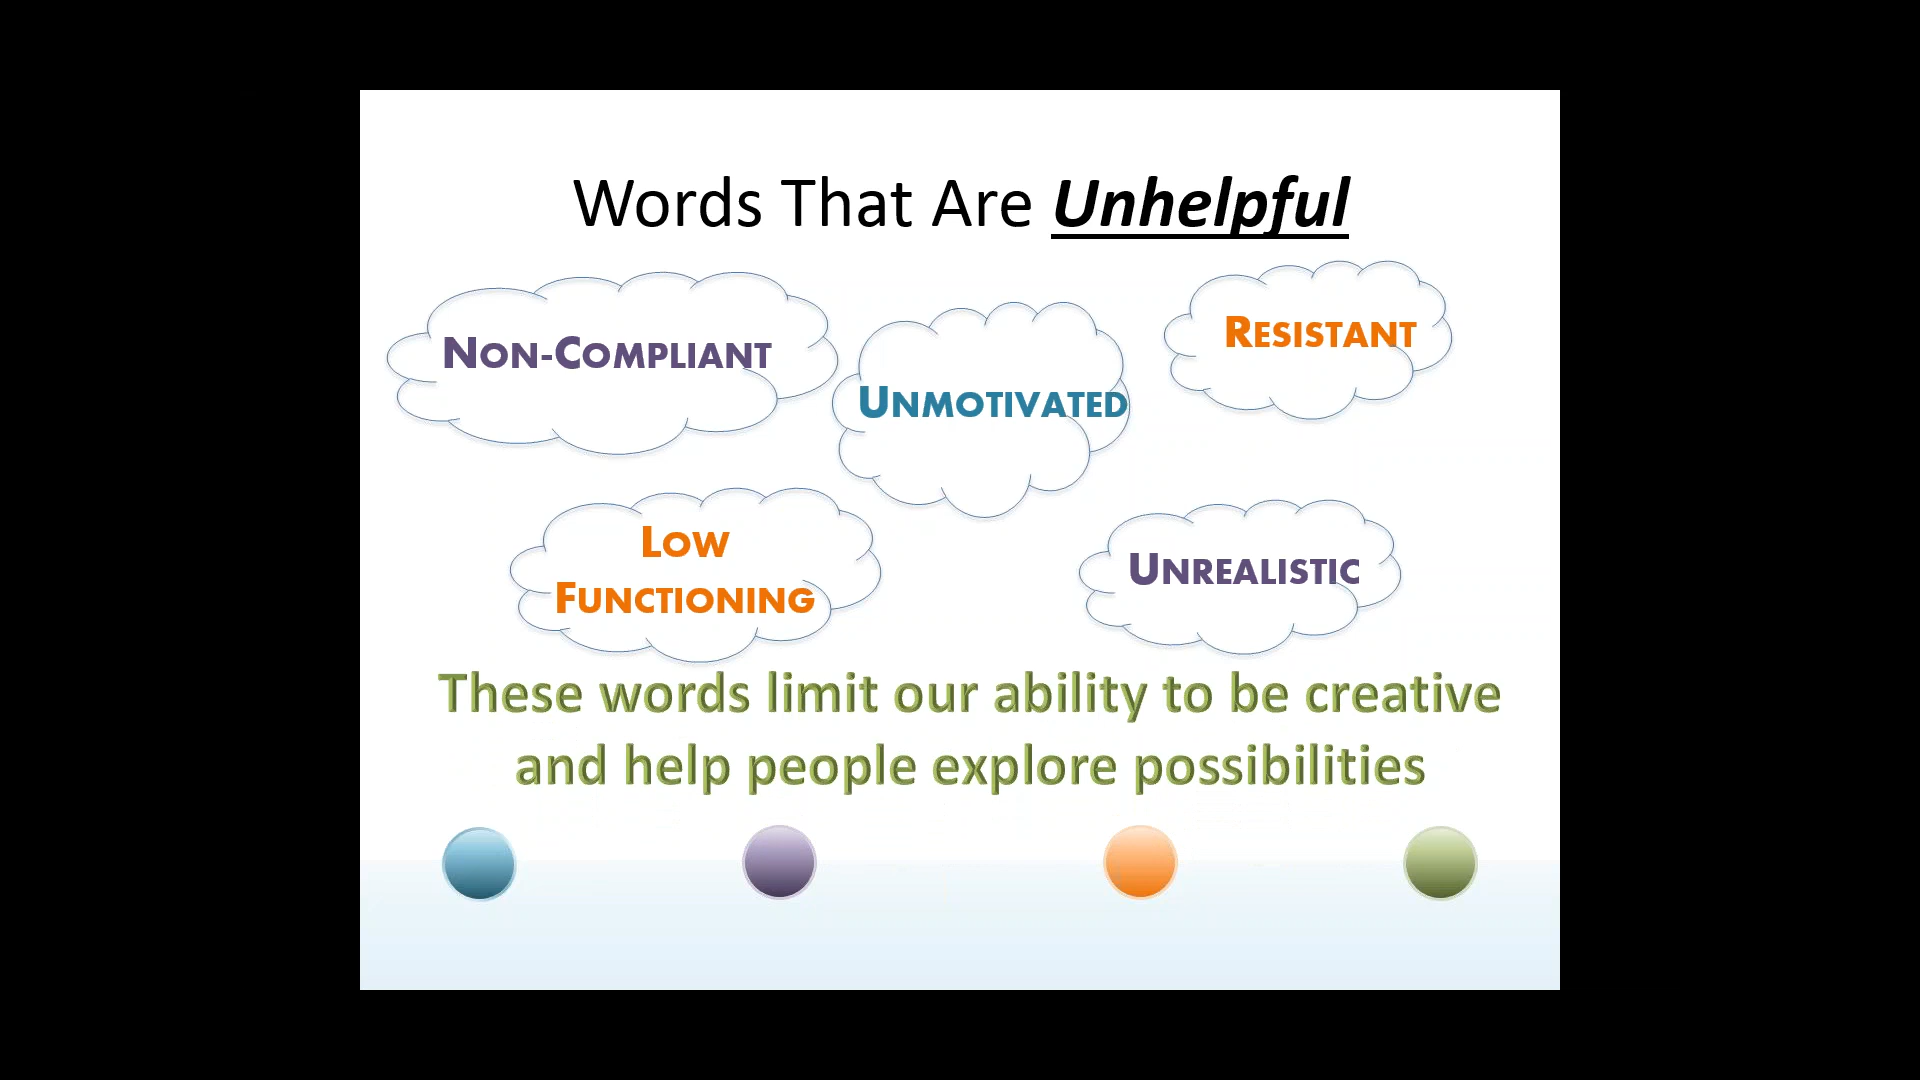 Words That Are Unhelpful
NON-COMPLIANT
UNMOTIVATED
RESISTANT
LOW
FUNCTIONING
UNREALISTIC
These words limit our ability to be creative
and help people explore possibilities